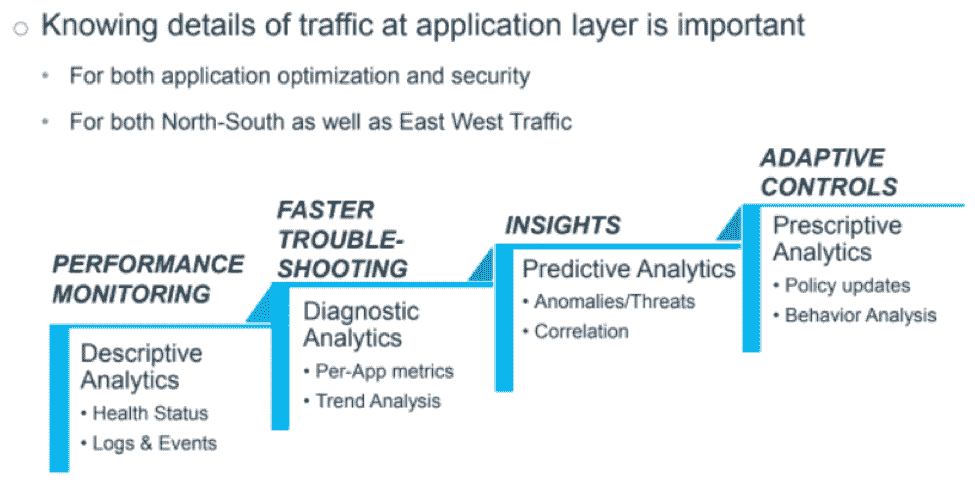 Knowing details of traffic at application layer is important
• For both application optimization and security
• For both North-South as well as East West Traffic
PERFORMANCE
MONITORING
Descriptive
Analytics
• Health Status
• Logs & Events
FASTER
TROUBLE-
SHOOTING
Diagnostic
Analytics
• Per-App metrics
• Trend Analysis
INSIGHTS
Predictive Analytics
• Anomalies/Threats
• Correlation
ADAPTIVE
CONTROLS
Prescriptive
Analytics
• Policy updates
• Behavior Analysis